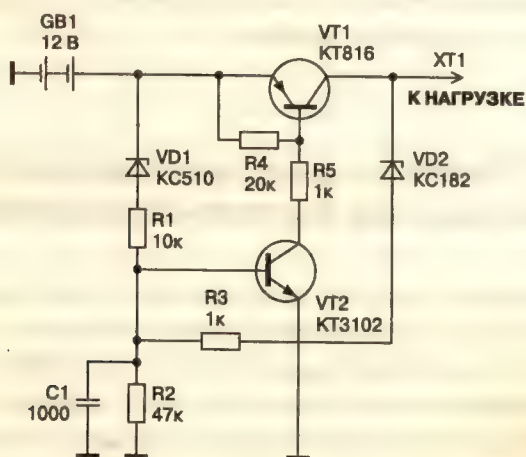 GB1
12 В
VT1
КТ816
XT1
К НАГРУЗКЕ
VD1
КС510
R4
20к
R5
1к
VD2
КС182
R1
10к
R3
1к
VT2
КТ3102
C1
1000
R2
47к